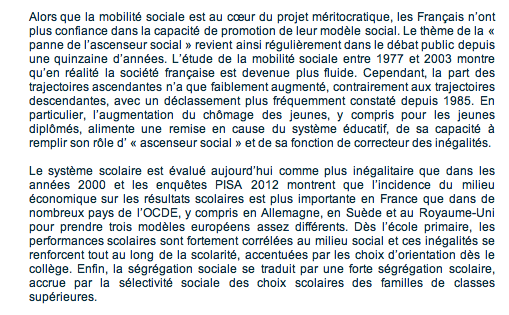 Alors que la mobilité sociale est au cœur du projet méritocratique, les Français n'ont
plus confiance dans la capacité de promotion de leur modèle social. Le thème de la «
panne de l'ascenseur social » revient ainsi régulièrement dans le débat public depuis
une quinzaine d'années. L'étude de la mobilité sociale entre 1977 et 2003 montre
qu'en réalité la société française est devenue plus fluide. Cependant, la part des
trajectoires ascendantes n'a que faiblement augmenté, contrairement aux trajectoires
descendantes, avec un déclassement plus fréquemment constaté depuis 1985. En
particulier, l'augmentation du chômage des jeunes, y compris pour les jeunes
diplômés, alimente une remise en cause du système éducatif, de sa capacité à
remplir son rôle d' « ascenseur social » et de sa fonction de correcteur des inégalités.
Le système scolaire est évalué aujourd'hui comme plus inégalitaire que dans les
années 2000 et les enquêtes PISA 2012 montrent que l'incidence du milieu
économique sur les résultats scolaires est plus importante en France que dans de
nombreux pays de l'OCDE, y compris en Allemagne, en Suède et au Royaume-Uni
pour prendre trois modèles européens assez différents. Dès l'école primaire, les
performances scolaires sont fortement corrélées au milieu social et ces inégalités se
renforcent tout au long de la scolarité, accentuées par les choix d'orientation dès le
collège. Enfin, la ségrégation sociale se traduit par une forte ségrégation scolaire,
accrue par la sélectivité sociale des choix scolaires des familles de classes
supérieures.